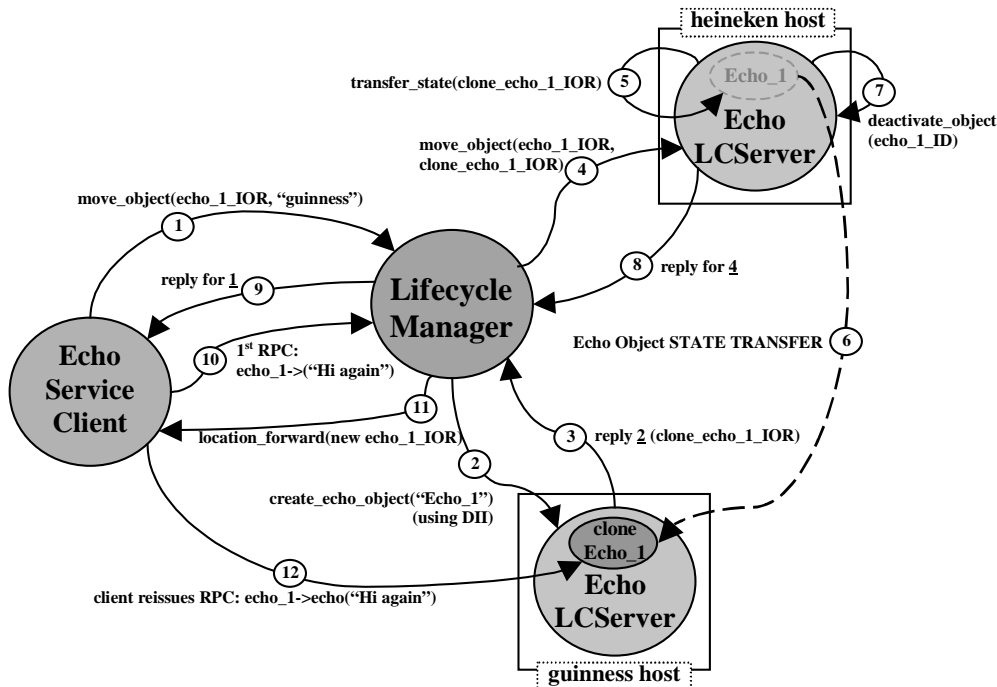 heineken host
Echo_1
5
7
transfer_state(clone_echo_1_IOR)
Echo
LCServer
deactivate_object
(echo_1_ID)
move_object(echo_1_IOR,
clone_echo_1_IOR)
4
move_object(echo_1_IOR, “guinness”)
1
8
reply for 4
reply for 1
9
Lifecycle
Manager
Echo Object STATE TRANSFER
6
10
1st RPC:
echo_1->(“Hi again”)
Echo
Service
Client
11
location_forward(new echo_1_IOR)
3
reply 2 (clone_echo_1_IOR)
2
create_echo_object(“Echo_1”)
(using DII)
clone
Echo_1
12
Echo
LCServer
client reissues RPC: echo_1->echo(“Hi again”)
guinness host